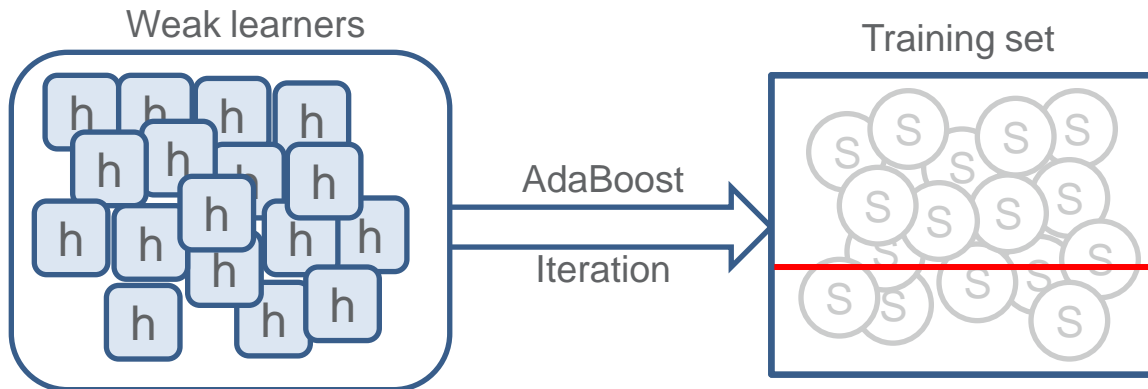 Weak learners
Training set
h h h h
h h h h
h
h h h h
h
h h h
AdaBoost
Iteration
S S S S S
S S S S
S S S
S S S S